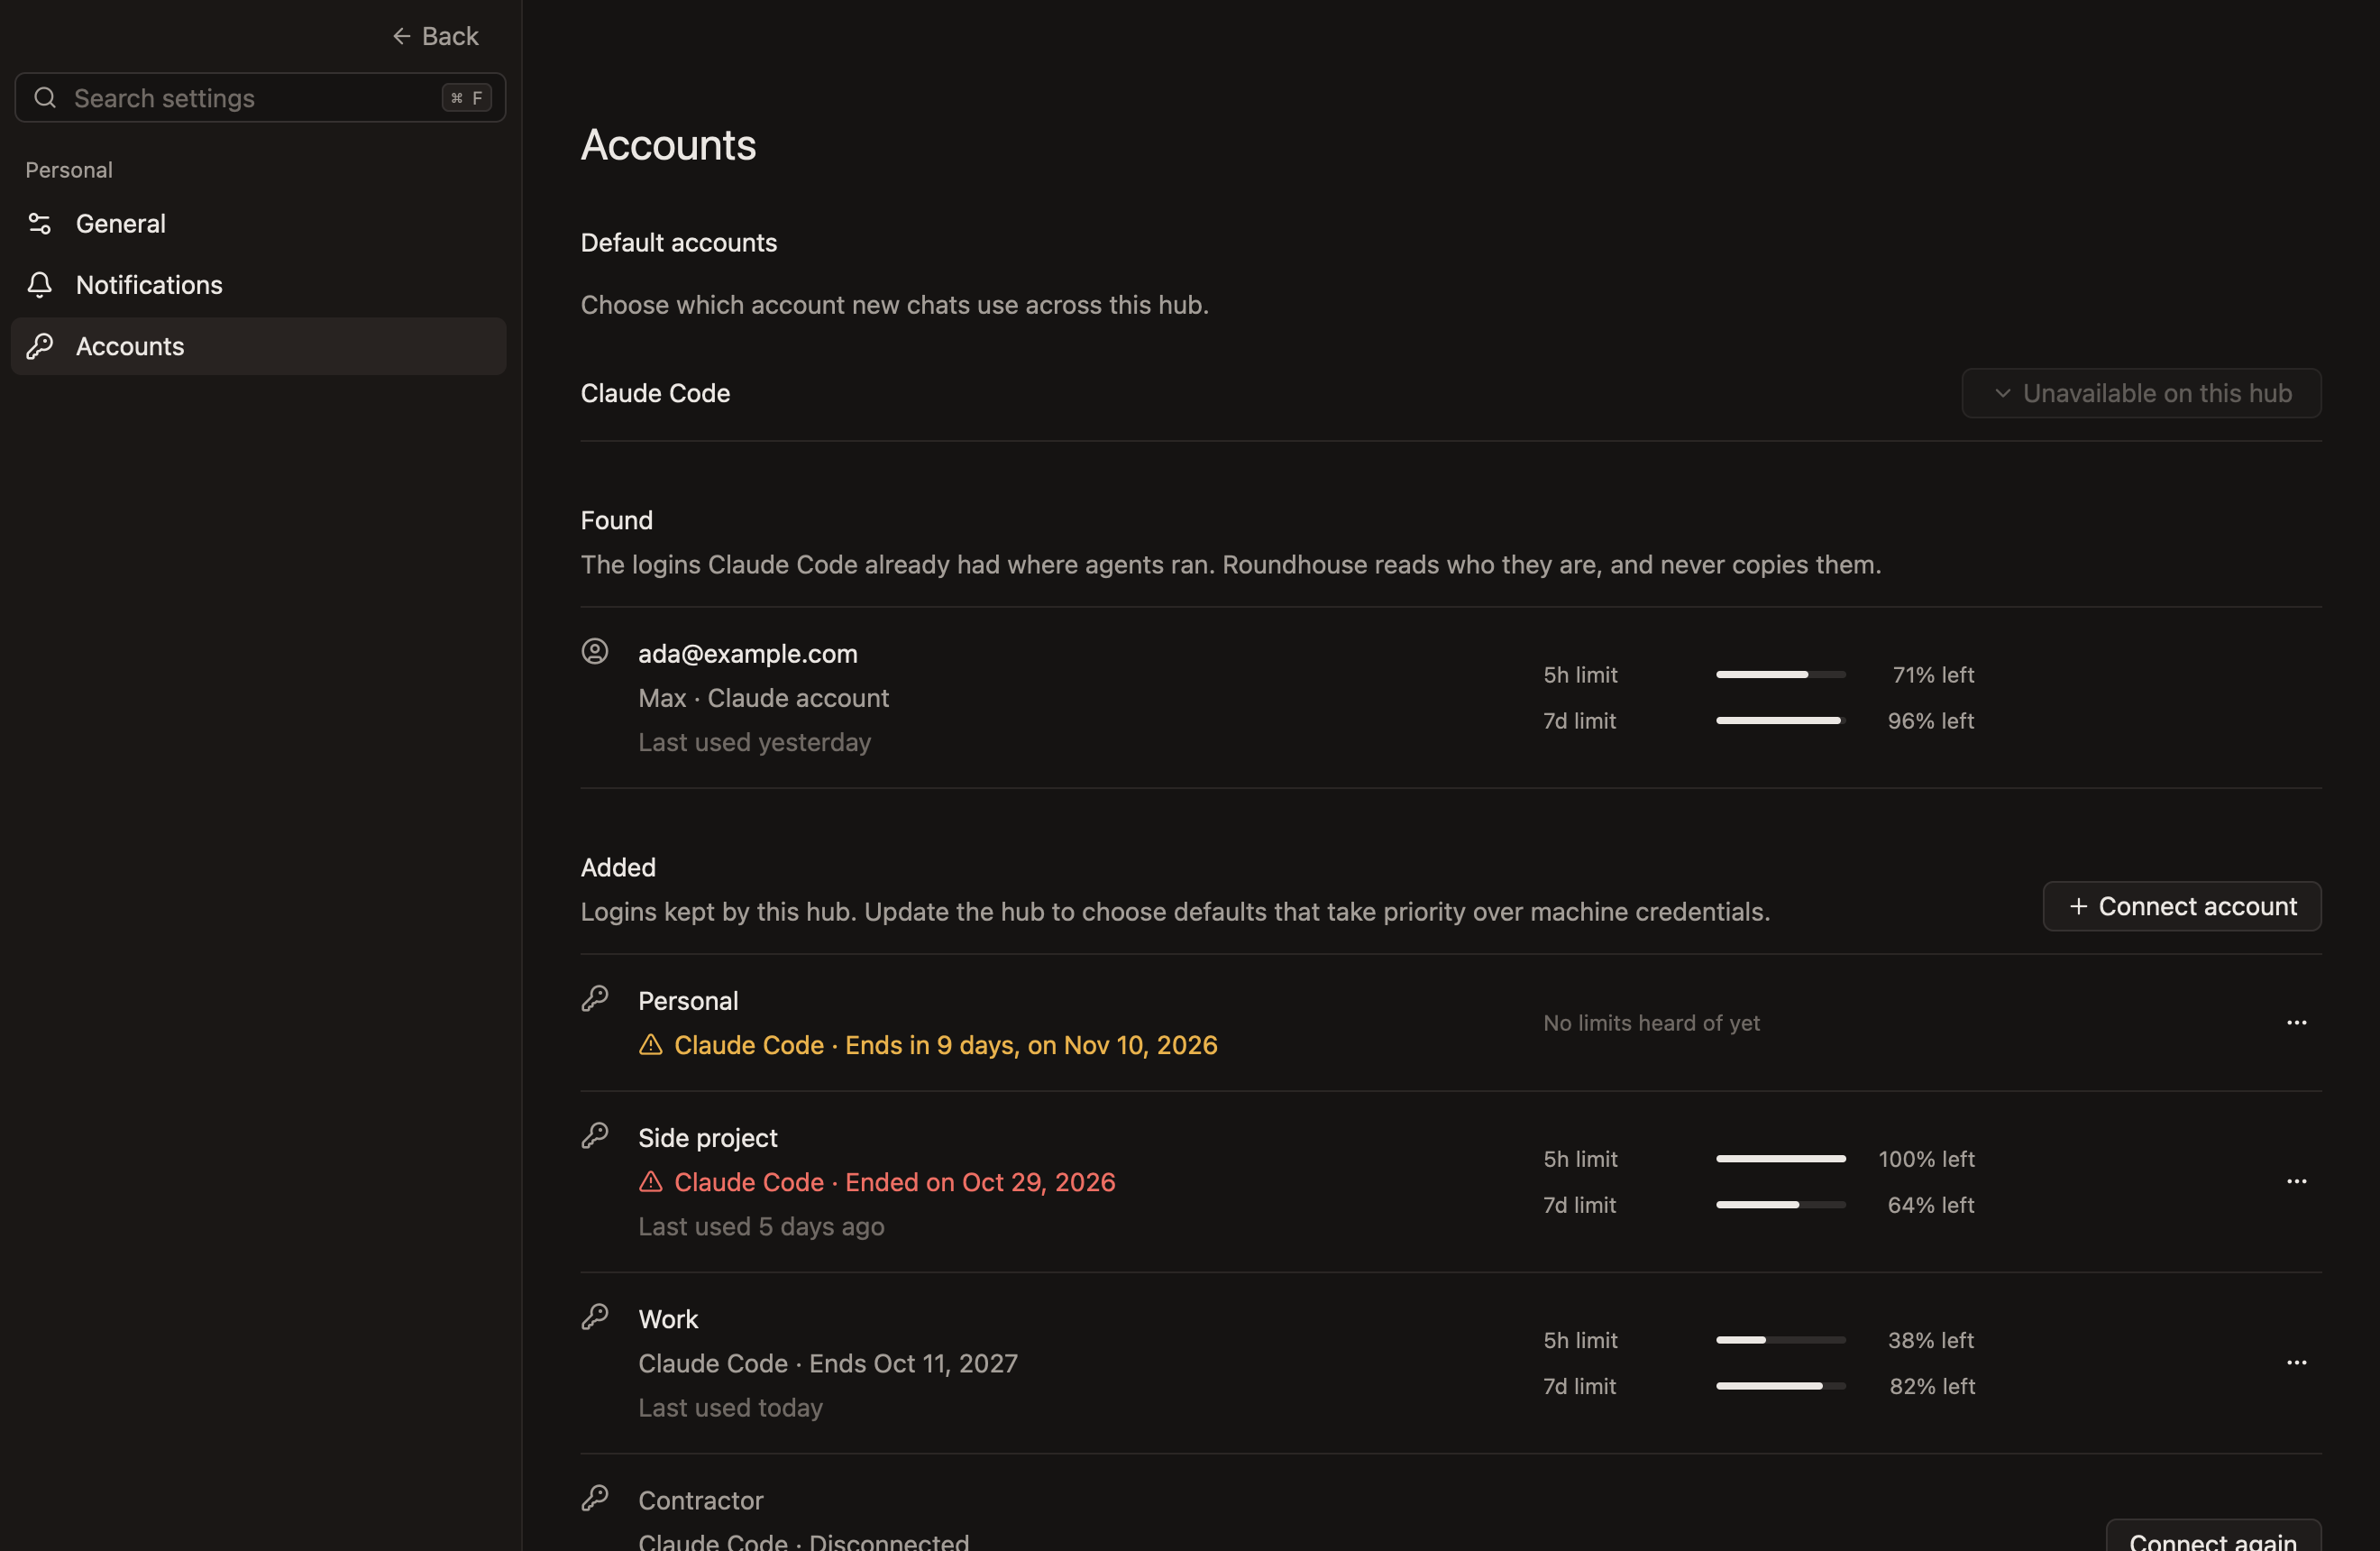 ← Back
Search settings ⌘ F
Personal
General
Notifications
Accounts
Accounts
Default accounts
Choose which account new chats use across this hub.
Claude Code
Unavailable on this hub
Found
The logins Claude Code already had where agents ran. Roundhouse reads who they are, and never copies them.
ada@example.com
Max · Claude account
Last used yesterday
5h limit 71% left
7d limit 96% left
Added
Logins kept by this hub. Update the hub to choose defaults that take priority over machine credentials.
+ Connect account
Personal
Claude Code · Ends in 9 days, on Nov 10, 2026
No limits heard of yet
Side project
Claude Code · Ended on Oct 29, 2026
Last used 5 days ago
5h limit 100% left
7d limit 64% left
Work
Claude Code · Ends Oct 11, 2027
Last used today
5h limit 38% left
7d limit 82% left
Contractor
Claude Code · Disconnected
Connect again